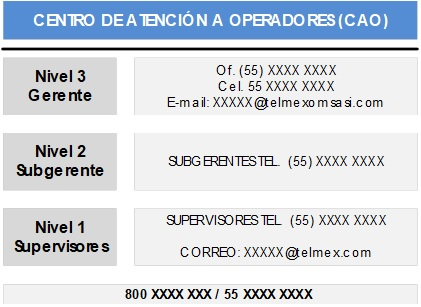 CENTRO DE ATENCIÓN A OPERADORES (CAO)
Nivel 3
Gerente
Of. (55) XXXX XXXX
Cel. 55 XXXX XXXX
E-mail: XXXXX@telmexomsasi.com
Nivel 2
Subgerente
SUBGERENTES TEL. (55) XXXX XXXX
Nivel 1
Supervisores
SUPERVISORES TEL (55) XXXX XXXX
CORREO: XXXXX@telmex.com
800 XXXX XXX / 55 XXXX XXXX